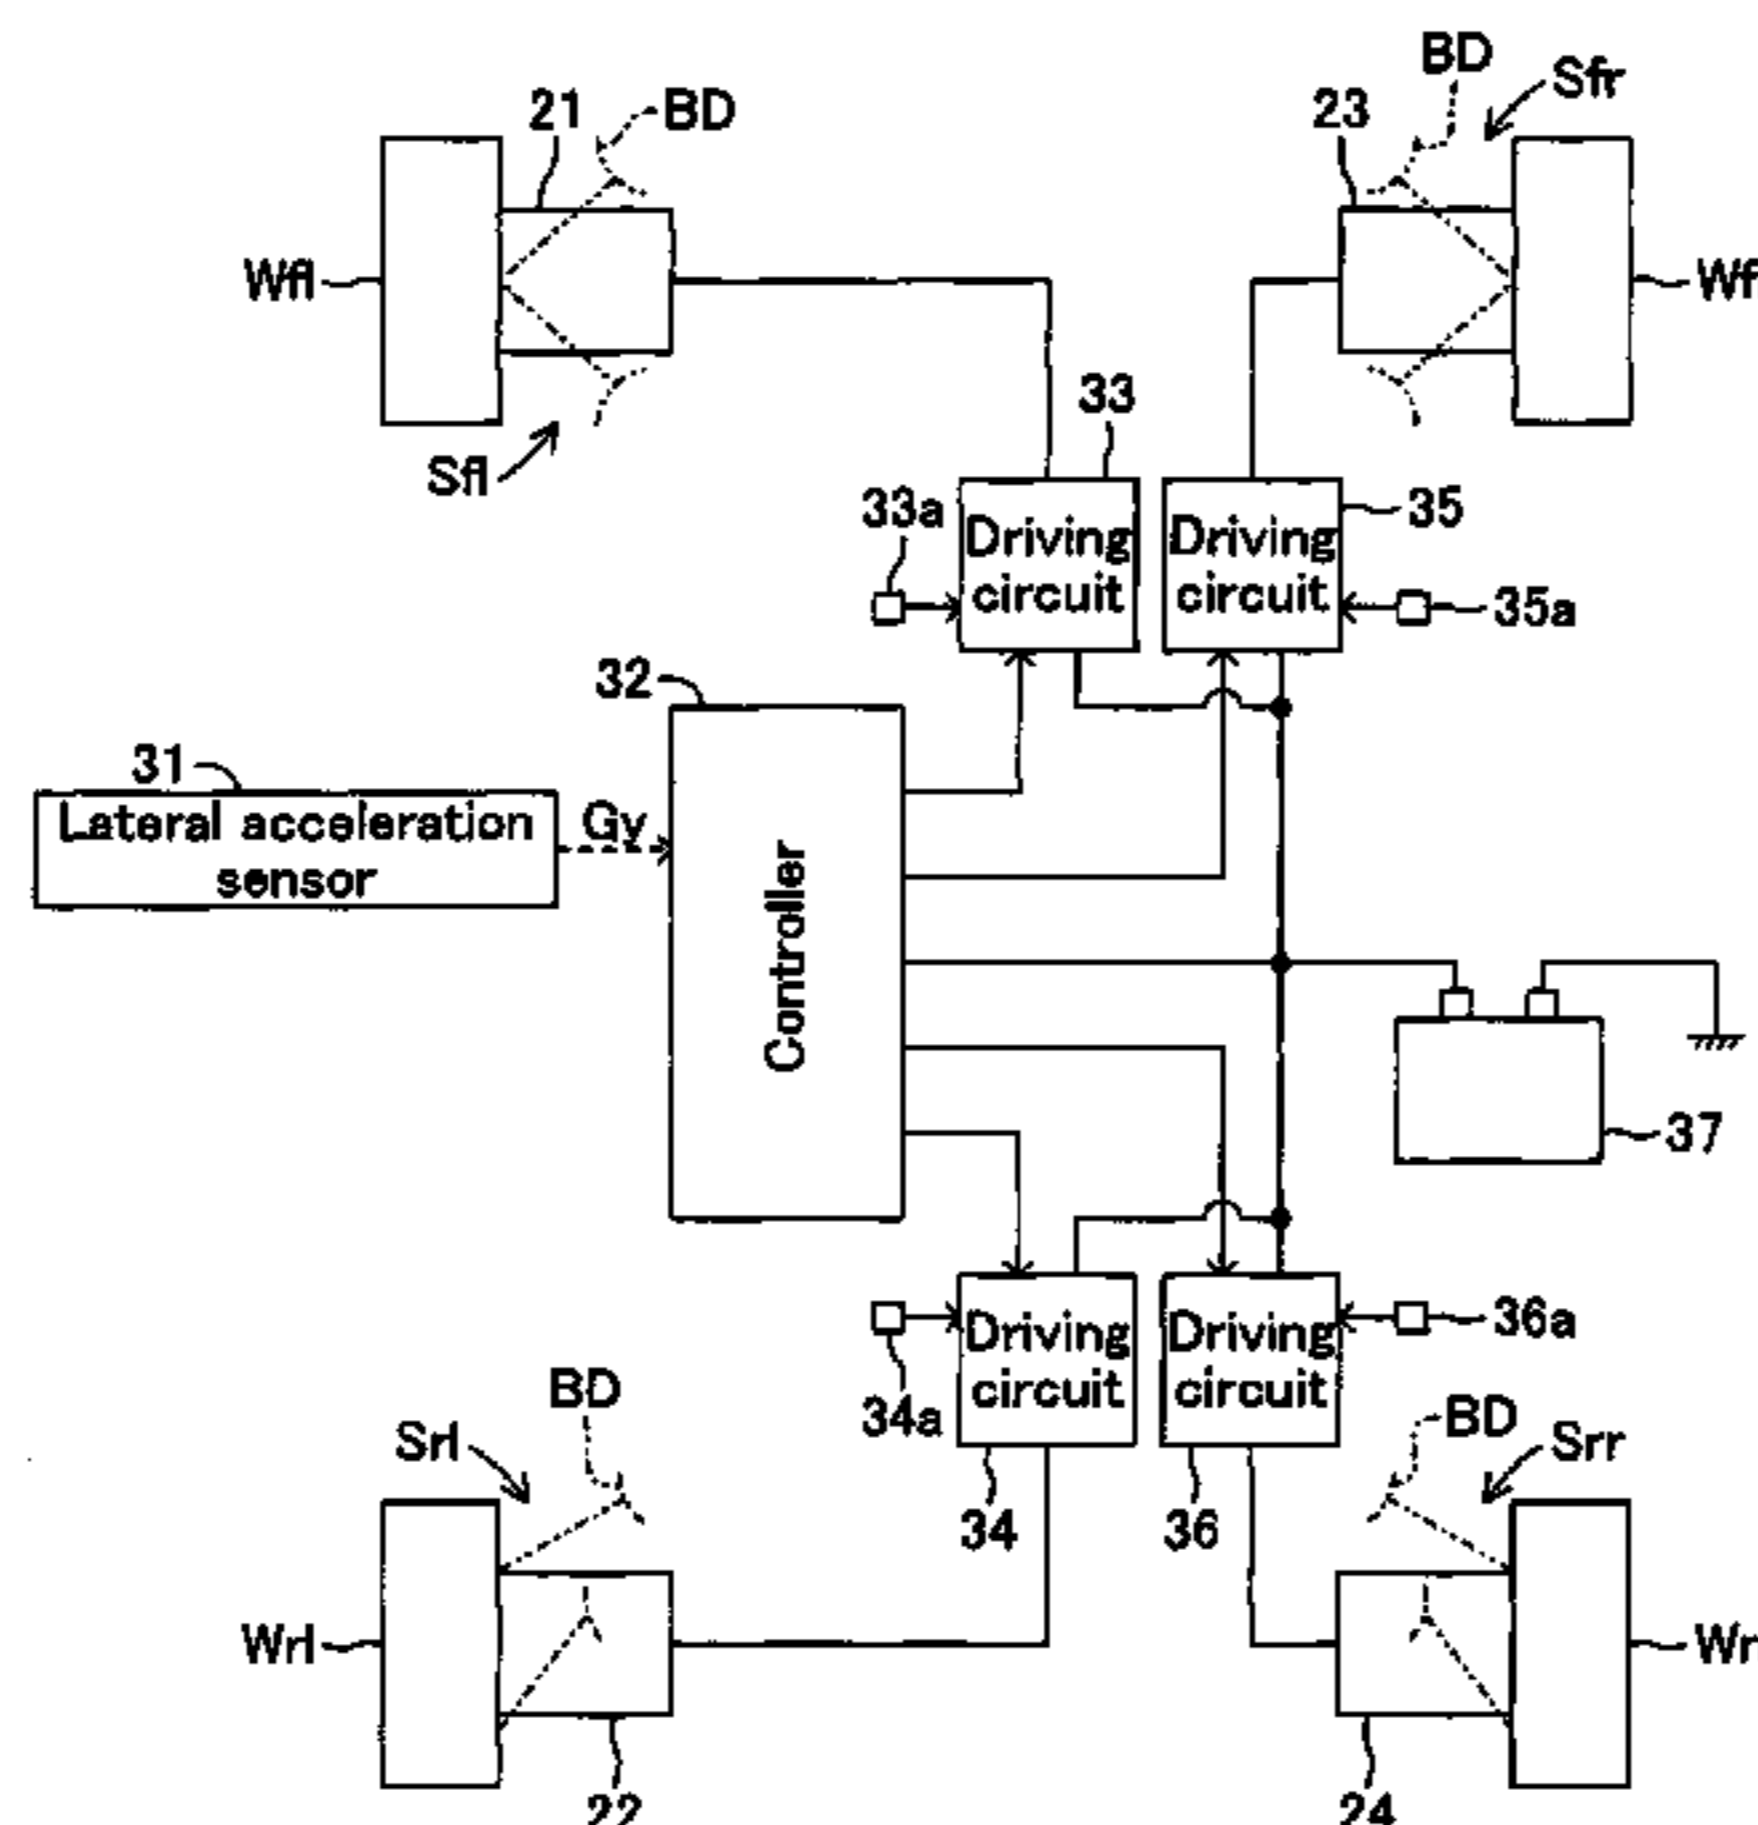 BD
Sfr
21
BD
23
Wfl
Wf
33
Sfl
33a
Driving
circuit
Driving
circuit
35
35a
32
31
Lateral acceleration
sensor
Gy
Controller
37
Driving
circuit
Driving
circuit
36a
34a
BD
Srl
BD
Srr
34
36
Wrl
Wr
22
24